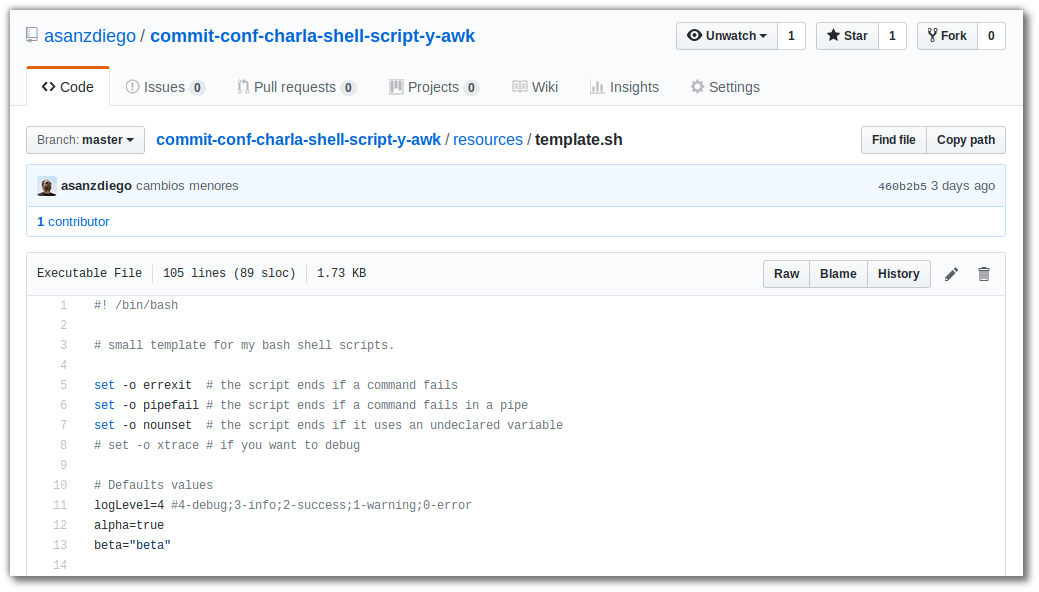 asanzdiego / commit-conf-charla-shell-script-y-awk
Unwatch 1 Star 1 Fork 0
Code Issues 0 Pull requests 0 Projects 0 Wiki Insights Settings
Branch: master commit-conf-charla-shell-script-y-awk / resources / template.sh Find file Copy path
asanzdiego cambios menores 460b2b5 3 days ago
1 contributor
Executable File 105 lines (89 sloc) 1.73 KB Raw Blame History
1 #! /bin/bash
2
3 # small template for my bash shell scripts.
4
5 set -o errexit  # the script ends if a command fails
6 set -o pipefail # the script ends if a command fails in a pipe
7 set -o nounset  # the script ends if it uses an undeclared variable
8 # set -o xtrace # if you want to debug
9
10 # Defaults values
11 logLevel=4 #4-debug;3-info;2-success;1-warning;0-error
12 alpha=true
13 beta="beta"
14